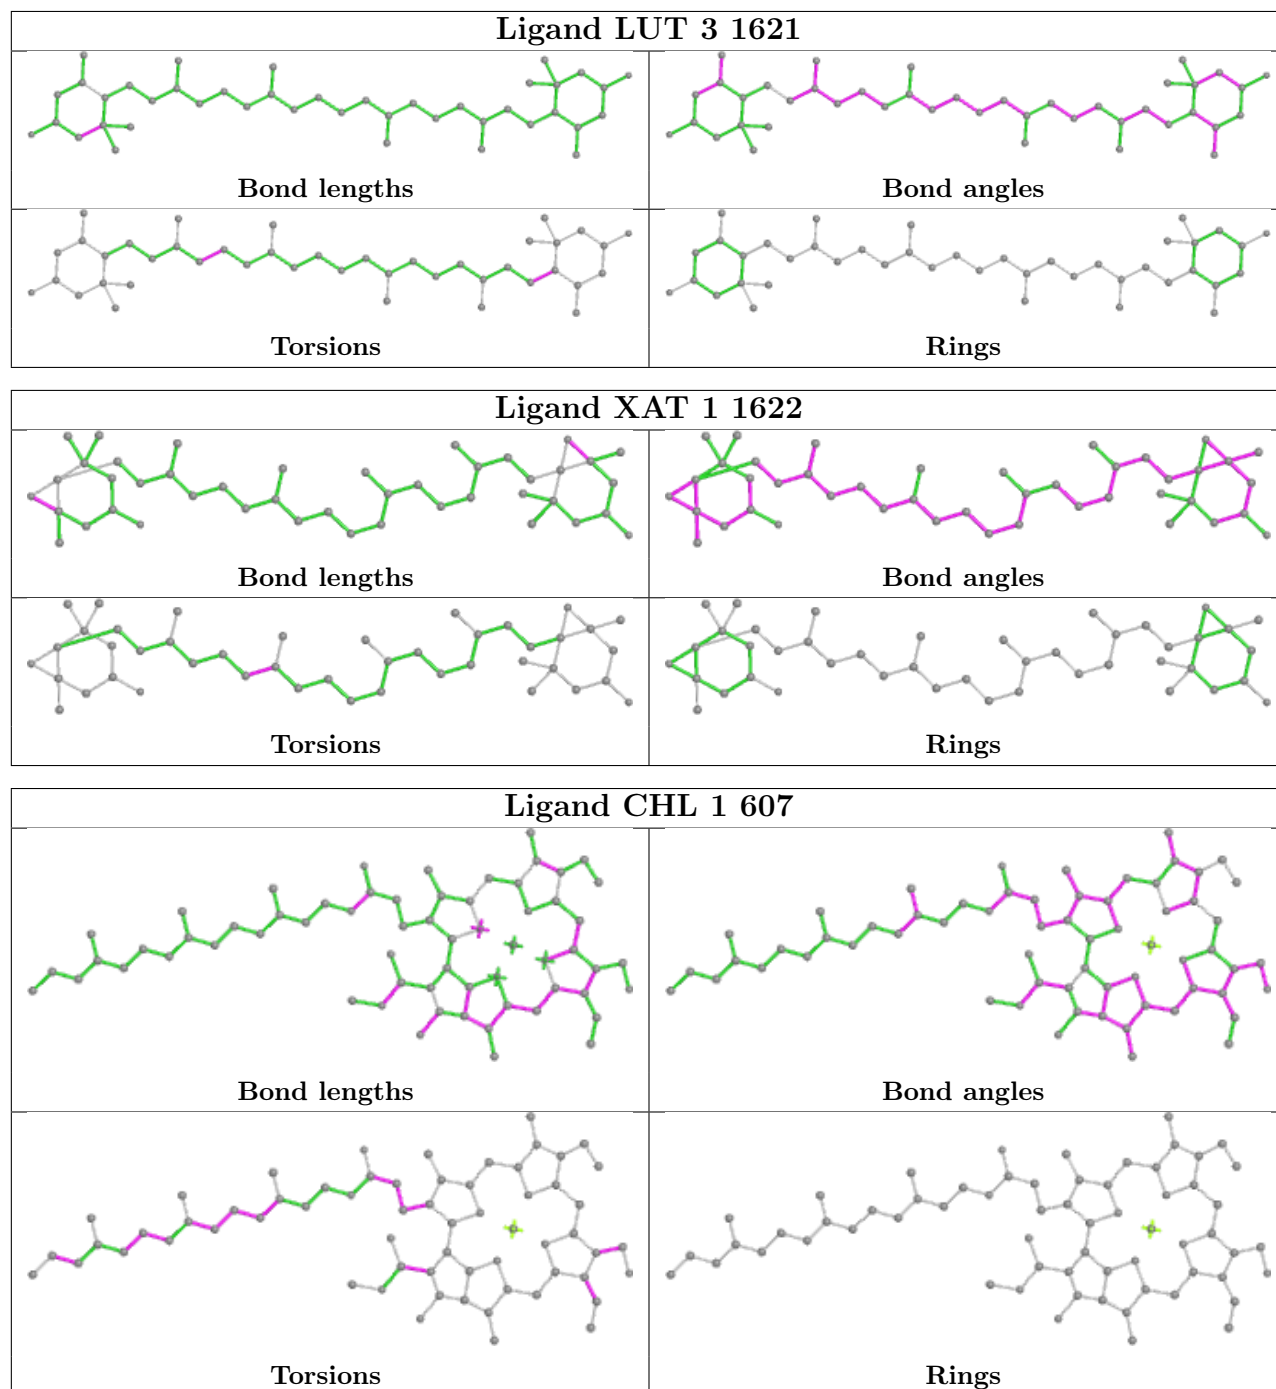 Ligand LUT 3 1621
Bond lengths
Bond angles
Torsions
Rings
Ligand XAT 1 1622
Bond lengths
Bond angles
Torsions
Rings
Ligand CHL 1 607
Bond lengths
Bond angles
Torsions
Rings